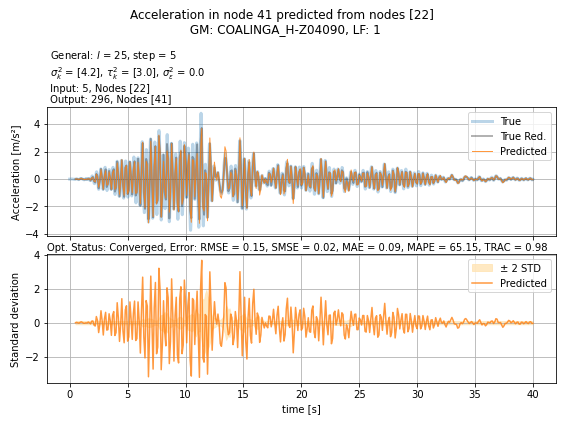 Acceleration in node 41 predicted from nodes [22]
GM: COALINGA_H-Z04090, LF: 1
General: l = 25, step = 5
σ²ₖ = [4.2], τ²ₖ = [3.0], σ²ε = 0.0
Input: 5, Nodes [22]
Output: 296, Nodes [41]
Acceleration [m/s²]
4
2
0
−2
−4
True
True Red.
Predicted
Opt. Status: Converged, Error: RMSE = 0.15, SMSE = 0.02, MAE = 0.09, MAPE = 65.15, TRAC = 0.98
Standard deviation
4
2
0
−2
± 2 STD
Predicted
0 5 10 15 20 25 30 35 40
time [s]